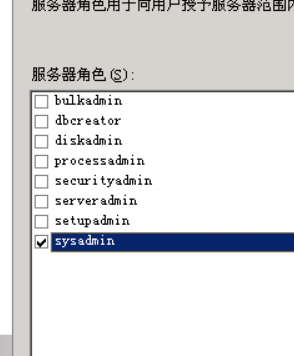 服务器角色用于向用户授予服务器范围内
服务器角色(S):
bulkadmin
dbcreator
diskadmin
processadmin
securityadmin
serveradmin
setupadmin
sysadmin